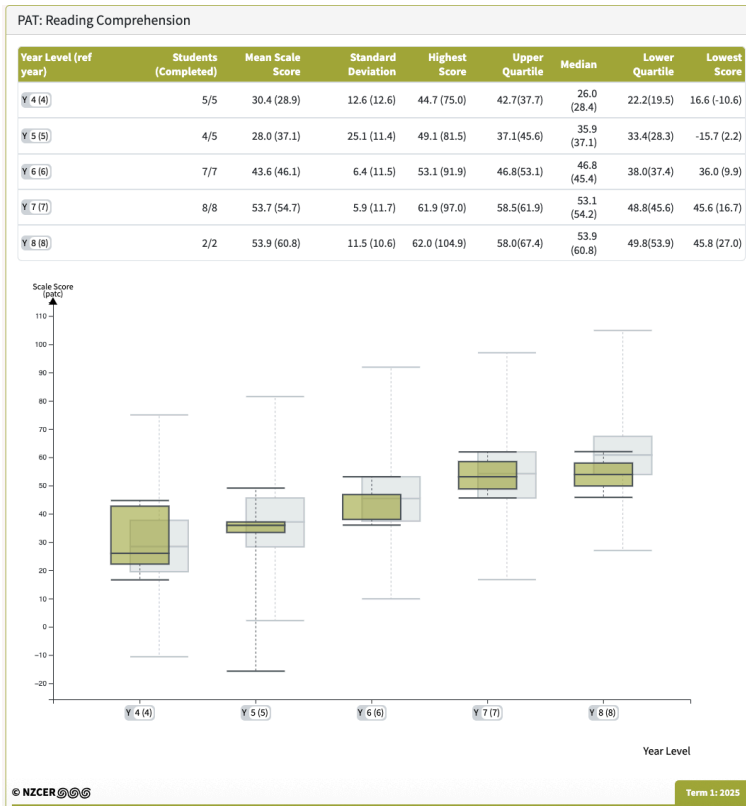 PAT: Reading Comprehension
Year Level (ref year) Students (Completed) Mean Scale Score Standard Deviation Highest Score Upper Quartile Median Lower Quartile Lowest Score
Y 4 (4) 5/5 30.4 (28.9) 12.6 (12.6) 44.7 (75.0) 42.7(37.7) 26.0 (28.4) 22.2(19.5) 16.6 (-10.6)
Y 5 (5) 4/5 28.0 (37.1) 25.1 (11.4) 49.1 (81.5) 37.1(45.6) 35.9 (37.1) 33.4(28.3) -15.7 (2.2)
Y 6 (6) 7/7 43.6 (46.1) 6.4 (11.5) 53.1 (91.9) 46.8(53.1) 46.8 (45.4) 38.0(37.4) 36.0 (9.9)
Y 7 (7) 8/8 53.7 (54.7) 5.9 (11.7) 61.9 (97.0) 58.5(61.9) 53.1 (54.2) 48.8(45.6) 45.6 (16.7)
Y 8 (8) 2/2 53.9 (60.8) 11.5 (10.6) 62.0 (104.9) 58.0(67.4) 53.9 (60.8) 49.8(53.9) 45.8 (27.0)
Scale Score
(patc)
110
100
90
80
70
60
50
40
30
20
10
0
−10
−20
Y 4 (4) Y 5 (5) Y 6 (6) Y 7 (7) Y 8 (8)
Year Level
© NZCER Term 1: 2025